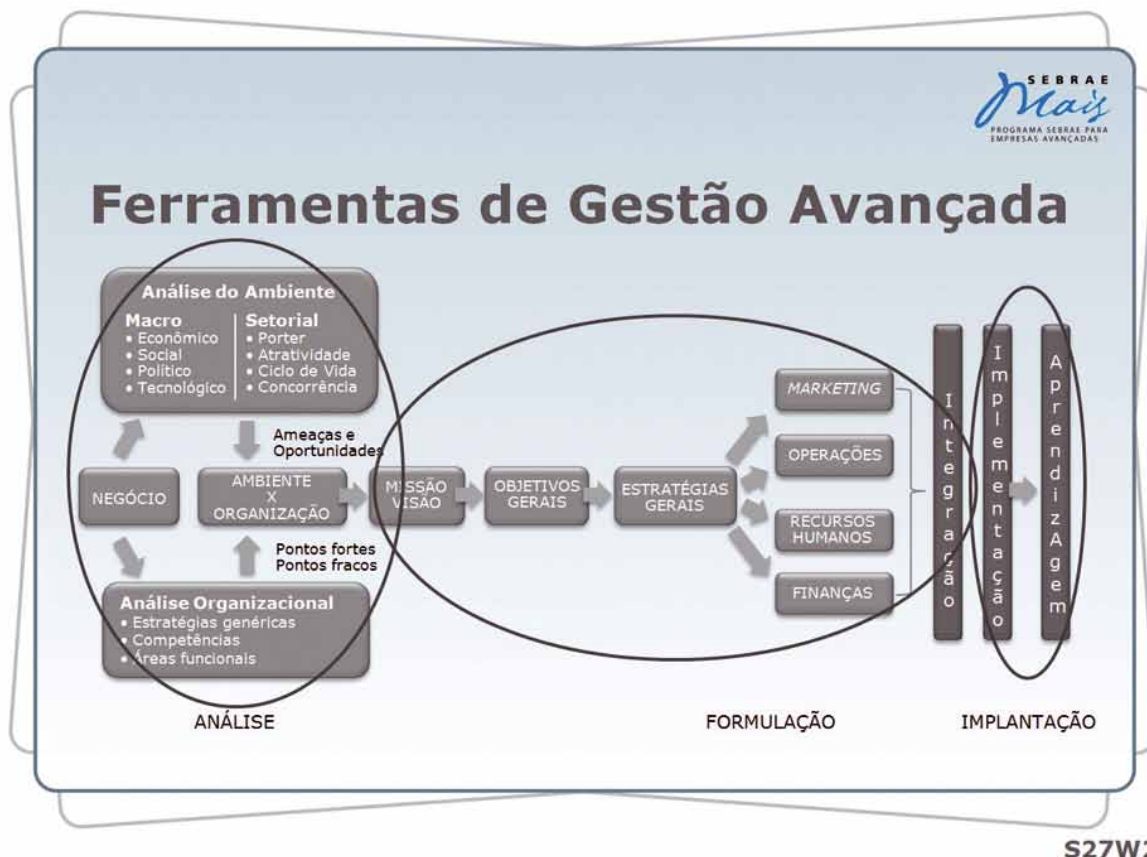 SEBRAE
Mais
PROGRAMA SEBRAE PARA
EMPRESAS AVANÇADAS
Ferramentas de Gestão Avançada
Análise do Ambiente
Macro
• Econômico
• Social
• Político
• Tecnológico
Setorial
• Porter
• Atratividade
• Ciclo de Vida
• Concorrência
Ameaças e
Oportunidades
NEGÓCIO
AMBIENTE
X
ORGANIZAÇÃO
Pontos fortes
Pontos fracos
Análise Organizacional
• Estratégias genéricas
• Competências
• Áreas funcionais
MISSÃO
VISÃO
OBJETIVOS
GERAIS
ESTRATÉGIAS
GERAIS
MARKETING
OPERAÇÕES
RECURSOS
HUMANOS
FINANÇAS
Integração
Implementação
AprendizAgem
ANÁLISE
FORMULAÇÃO
IMPLANTAÇÃO